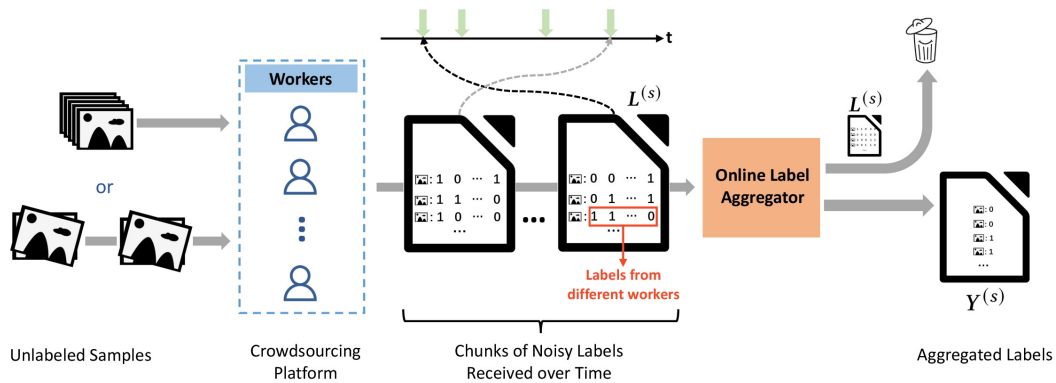 t
Workers
L(s)
: 1 0 ... 1
: 1 1 ... 0
: 1 0 ... 0
...
...
: 0 0 ... 1
: 0 1 ... 1
: 1 1 ... 0
...
Labels from
different workers
or
Online Label
Aggregator
L(s)
: 0
: 0
: 1
: 1
...
Y(s)
Unlabeled Samples
Crowdsourcing
Platform
Chunks of Noisy Labels
Received over Time
Aggregated Labels